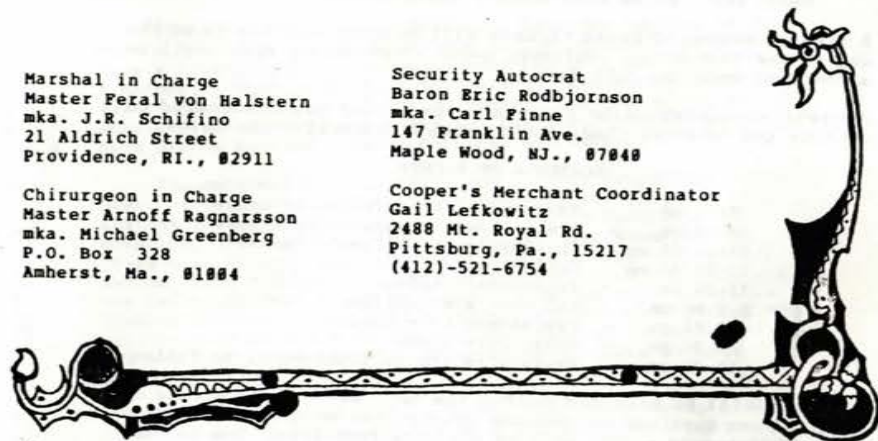 Marshal in Charge
Master Feral von Halstern
mka. J.R. Schifino
21 Aldrich Street
Providence, RI., 02911
Chirurgeon in Charge
Master Arnoff Ragnarsson
mka. Michael Greenberg
P.O. Box 328
Amherst, Ma., 01004
Security Autocrat
Baron Eric Rodbjornson
mka. Carl Finne
147 Franklin Ave.
Maple Wood, NJ., 07040
Cooper's Merchant Coordinator
Gail Lefkowitz
2488 Mt. Royal Rd.
Pittsburg, Pa., 15217
(412)-521-6754